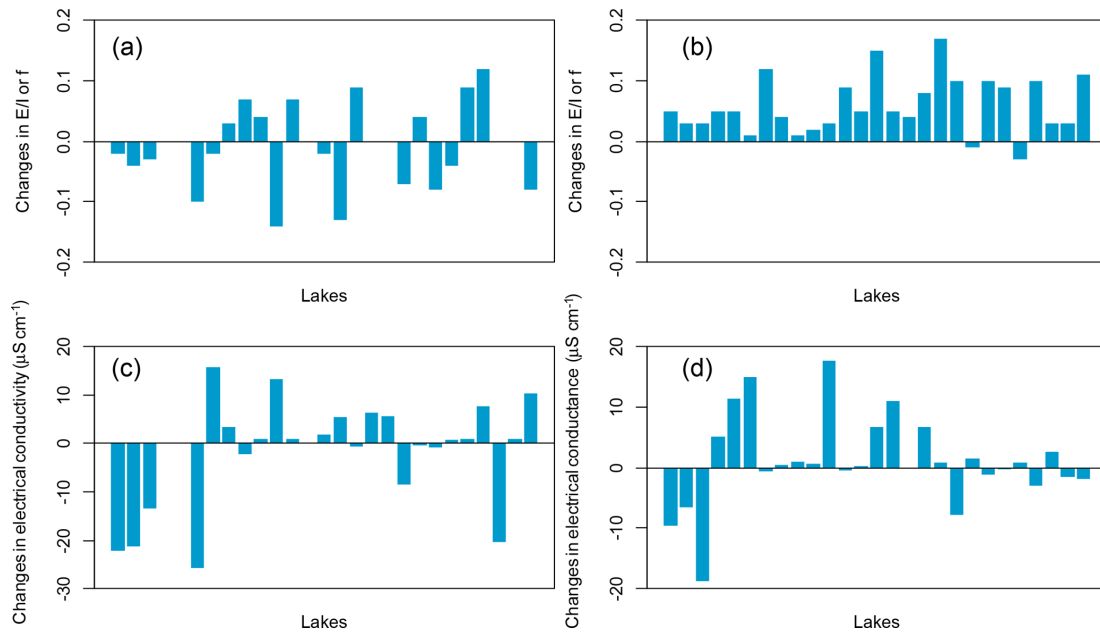 (a)
Changes in E/I or f
0.2
0.1
0.0
-0.1
-0.2
Lakes
(b)
Changes in E/I or f
0.2
0.1
0.0
-0.1
-0.2
Lakes
(c)
Changes in electrical conductivity (µS cm⁻¹)
20
10
0
-10
-20
-30
Lakes
(d)
Changes in electrical conductance (µS cm⁻¹)
20
10
0
-10
-20
Lakes